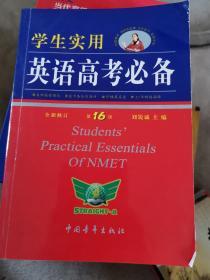 学生实用
英语高考必备
全新修订 第16版 刘锐诚 主编
Students'
Practical Essentials
Of NMET
STRAIGHT-A
中国青年出版社